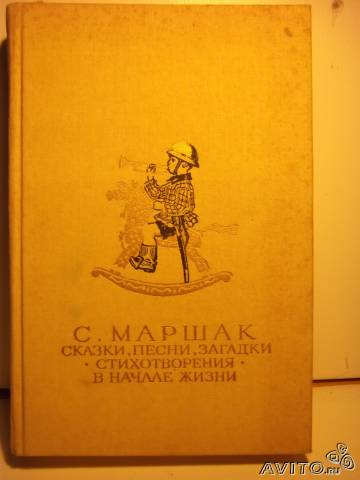 С. МАРШАК
СКАЗКИ, ПЕСНИ, ЗАГАДКИ
· СТИХОТВОРЕНИЯ ·
В НАЧАЛЕ ЖИЗНИ
AVITO.ru